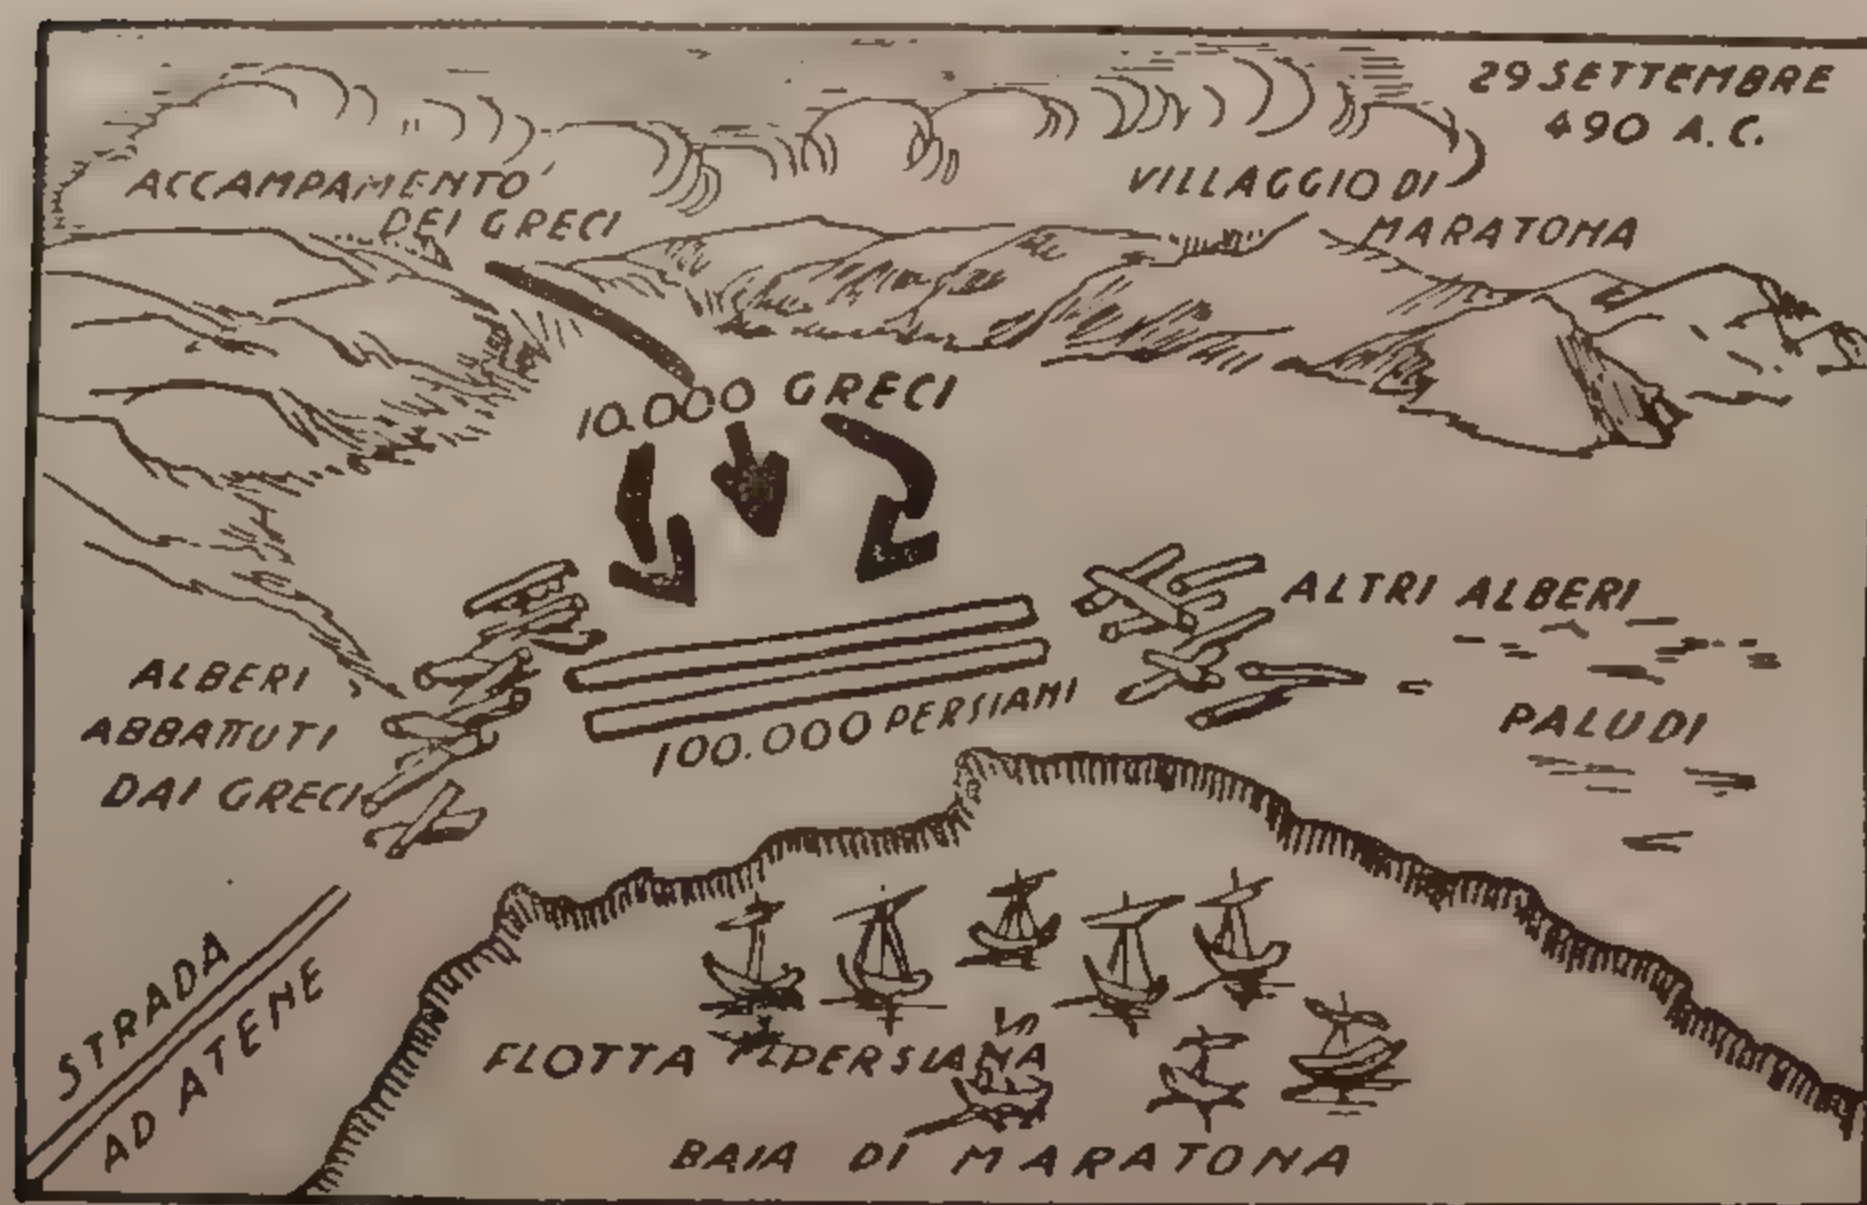 29 SETTEMBRE
490 A.C.
ACCAMPAMENTO
DEI GRECI
VILLAGGIO DI
MARATONA
10.000 GRECI
ALTRI ALBERI
ALBERI
ABBATTUTI
DAI GRECI
100.000 PERSIANI
PALUDI
STRADA
AD ATENE
FLOTTA PERSIANA
BAIA DI MARATONA